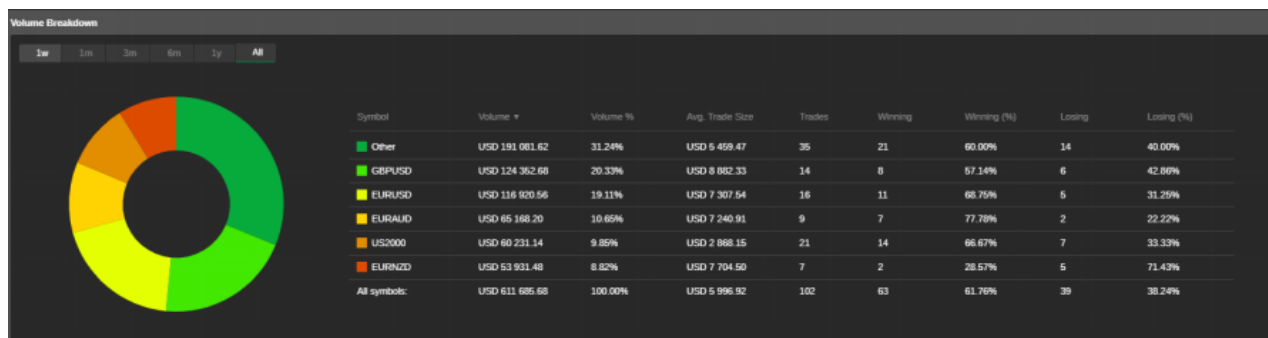 Volume Breakdown
1w 1m 3m 6m 1y All
Symbol Volume ▼ Volume % Avg. Trade Size Trades Winning Winning (%) Losing Losing (%)
Other USD 191 081.62 31.24% USD 5 459.47 35 21 60.00% 14 40.00%
GBPUSD USD 124 352.68 20.33% USD 8 882.33 14 8 57.14% 6 42.86%
EURUSD USD 116 920.56 19.11% USD 7 307.54 16 11 68.75% 5 31.25%
EURAUD USD 65 168.20 10.65% USD 7 240.91 9 7 77.78% 2 22.22%
US2000 USD 60 231.14 9.85% USD 2 868.15 21 14 66.67% 7 33.33%
EURNZD USD 53 931.48 8.82% USD 7 704.50 7 2 28.57% 5 71.43%
All symbols: USD 611 685.68 100.00% USD 5 996.92 102 63 61.76% 39 38.24%